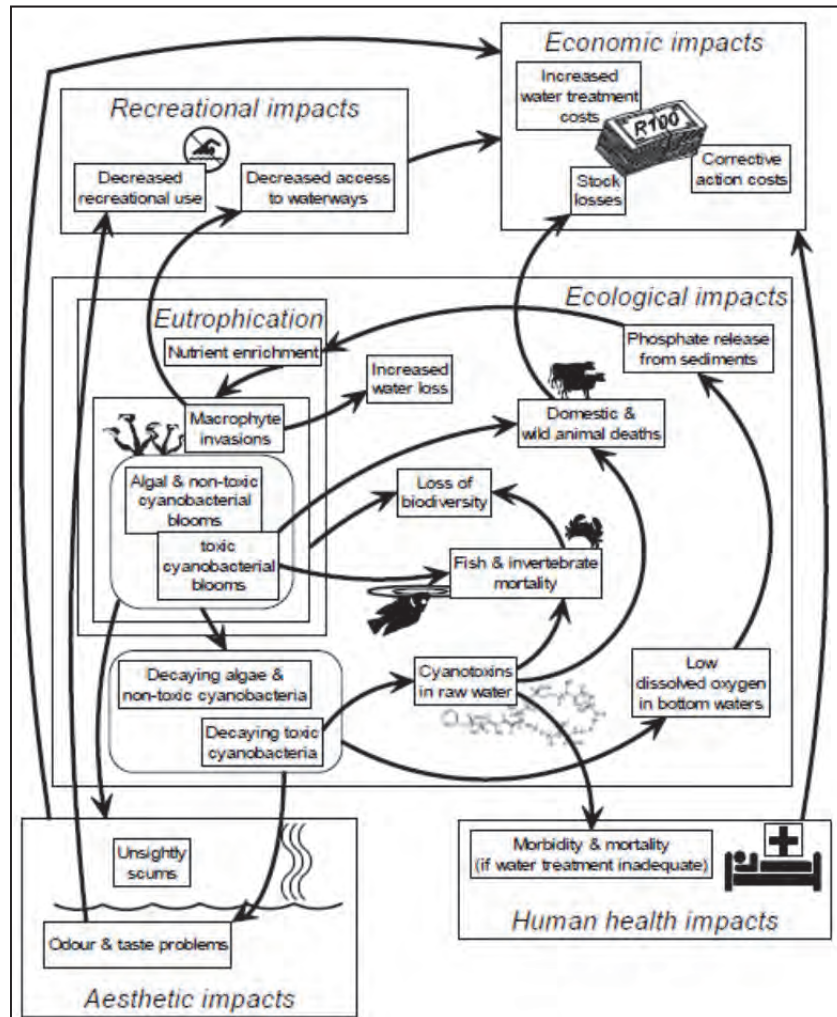 Economic impacts
Increased
water treatment
costs
R100
Corrective
action costs
Stock
losses
Recreational impacts
Decreased
recreational use
Decreased access
to waterways
Ecological impacts
Eutrophication
Nutrient enrichment
Phosphate release
from sediments
Increased
water loss
Macrophyte
invasions
Domestic &
wild animal deaths
Algal & non-toxic
cyanobacterial
blooms
Loss of
biodiversity
toxic
cyanobacterial
blooms
Fish & invertebrate
mortality
Decaying algae &
non-toxic cyanobacteria
Cyanotoxins
in raw water
Low
dissolved oxygen
in bottom waters
Decaying toxic
cyanobacteria
Unsightly
scums
Odour & taste problems
Aesthetic impacts
Morbidity & mortality
(if water treatment inadequate)
Human health impacts